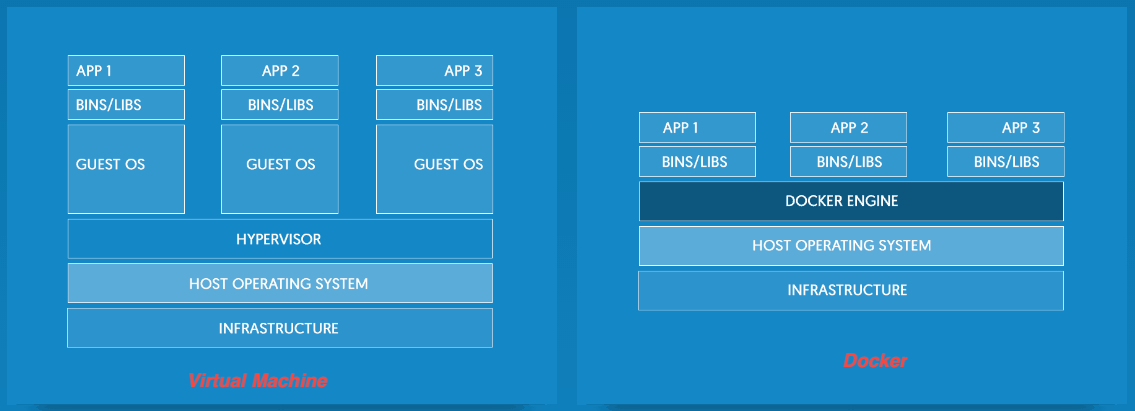 APP 1 APP 2 APP 3
BINS/LIBS BINS/LIBS BINS/LIBS
GUEST OS GUEST OS GUEST OS
HYPERVISOR
HOST OPERATING SYSTEM
INFRASTRUCTURE
Virtual Machine
APP 1 APP 2 APP 3
BINS/LIBS BINS/LIBS BINS/LIBS
DOCKER ENGINE
HOST OPERATING SYSTEM
INFRASTRUCTURE
Docker